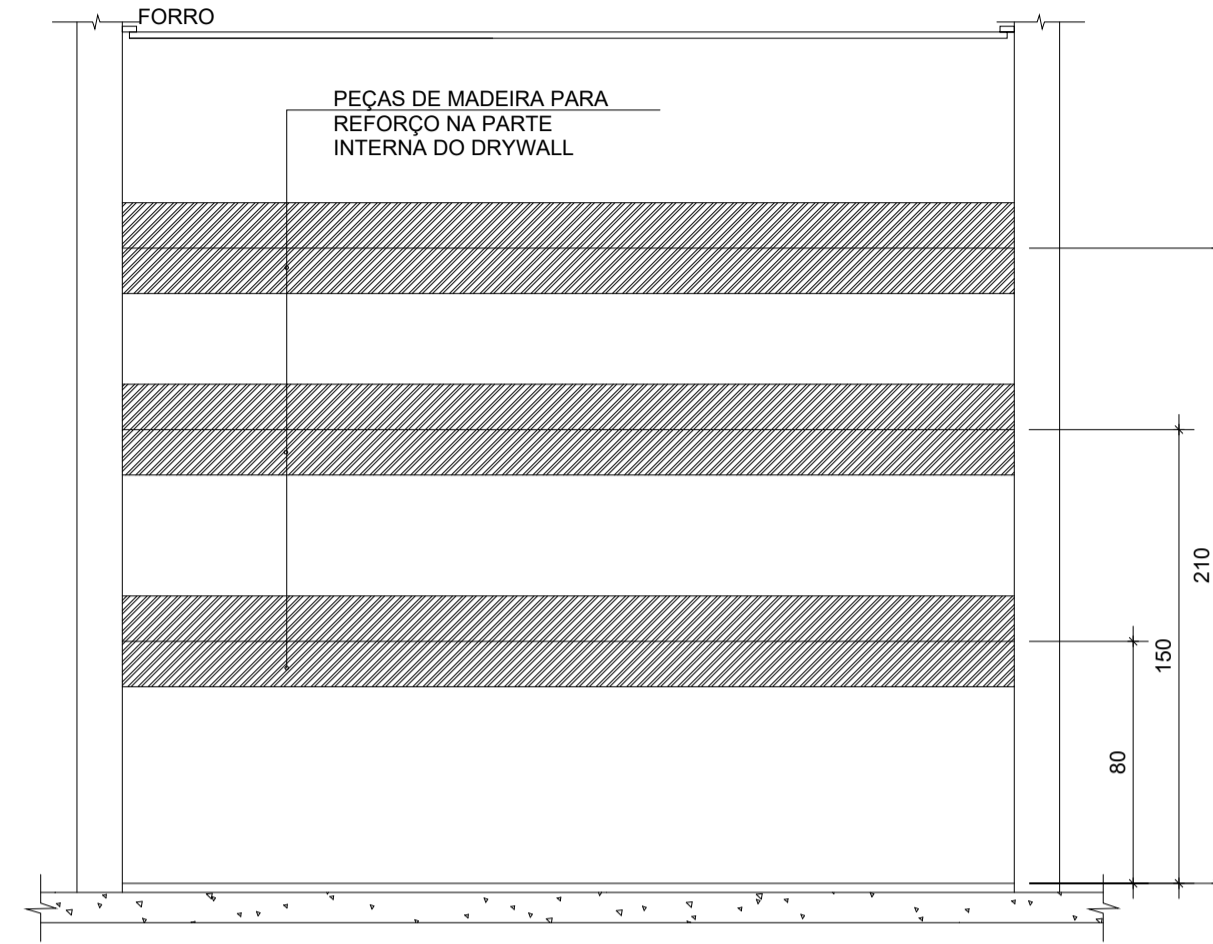 FORRO
PEÇAS DE MADEIRA PARA
REFORÇO NA PARTE
INTERNA DO DRYWALL
210
150
80